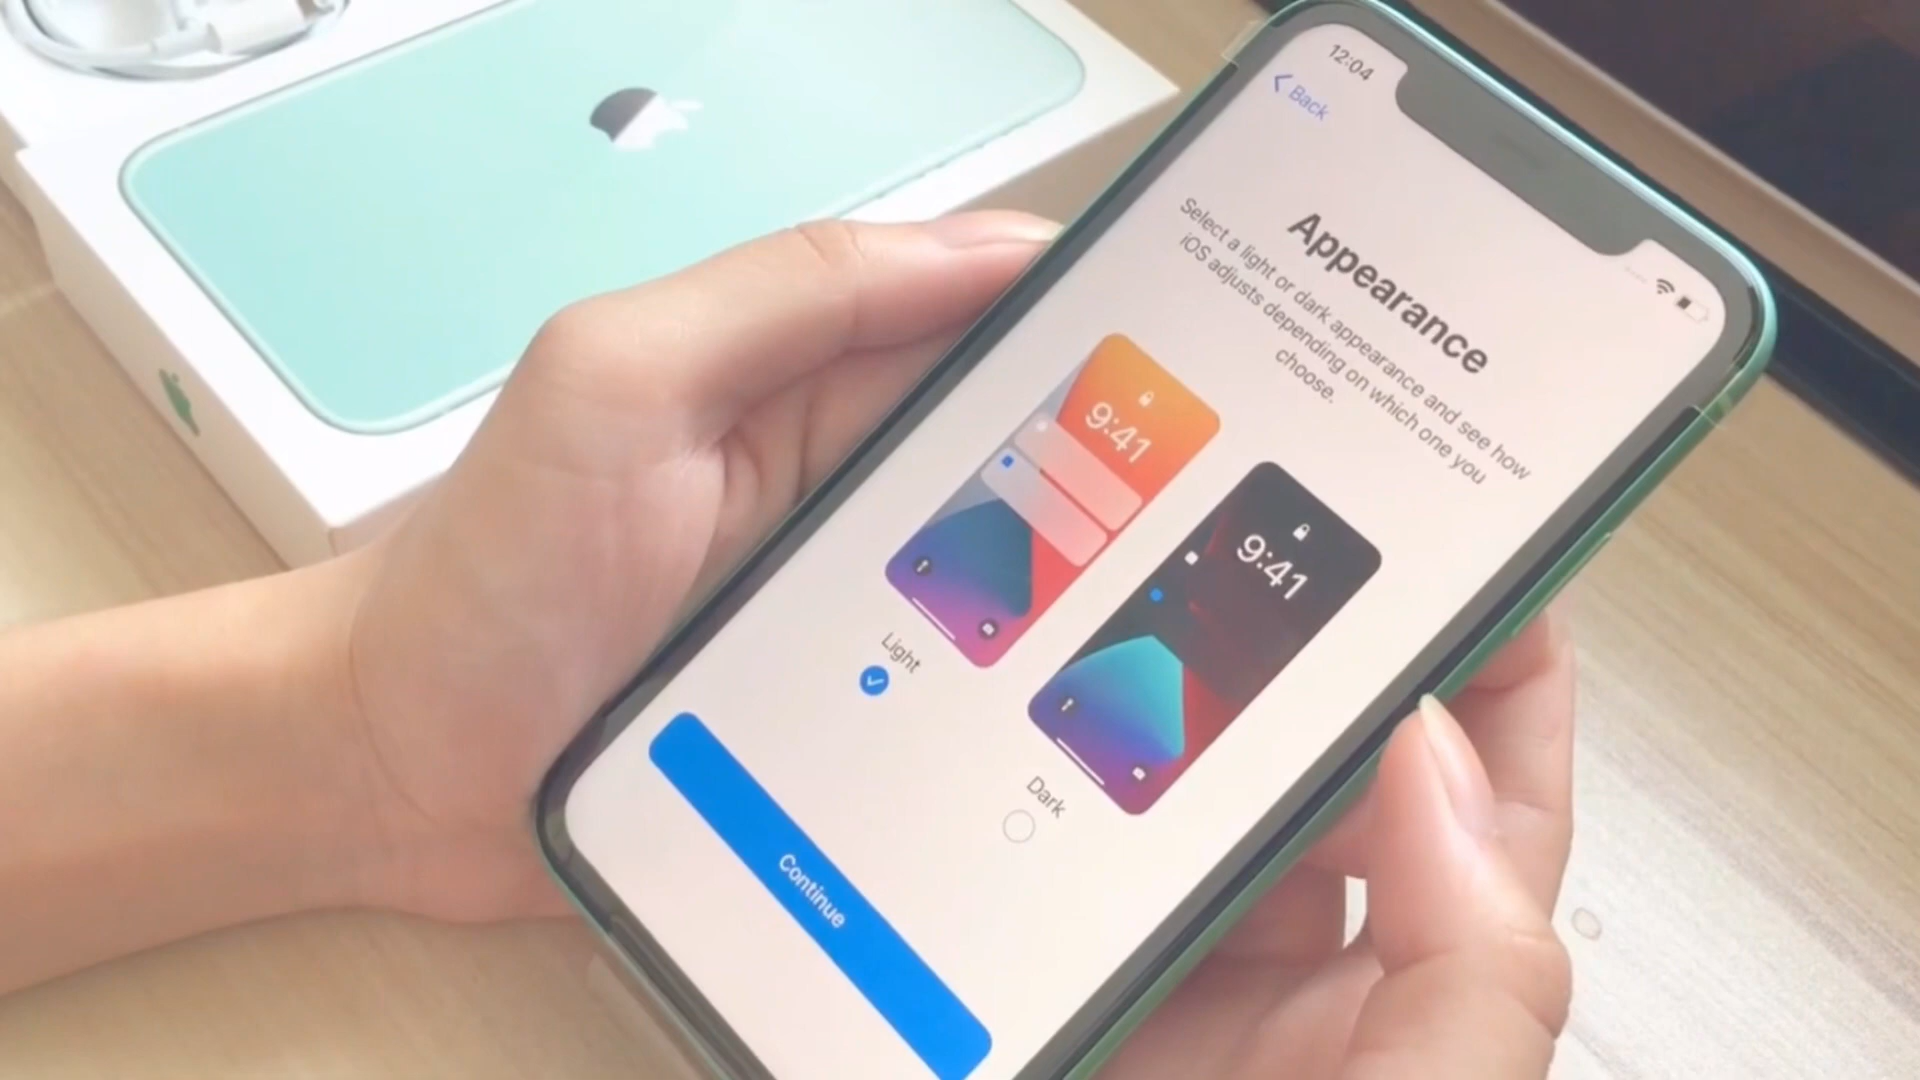 12:04
Back
Appearance
Select a light or dark appearance and see how
iOS adjusts depending on which one you
choose.
9:41
9:41
Light
Dark
Continue